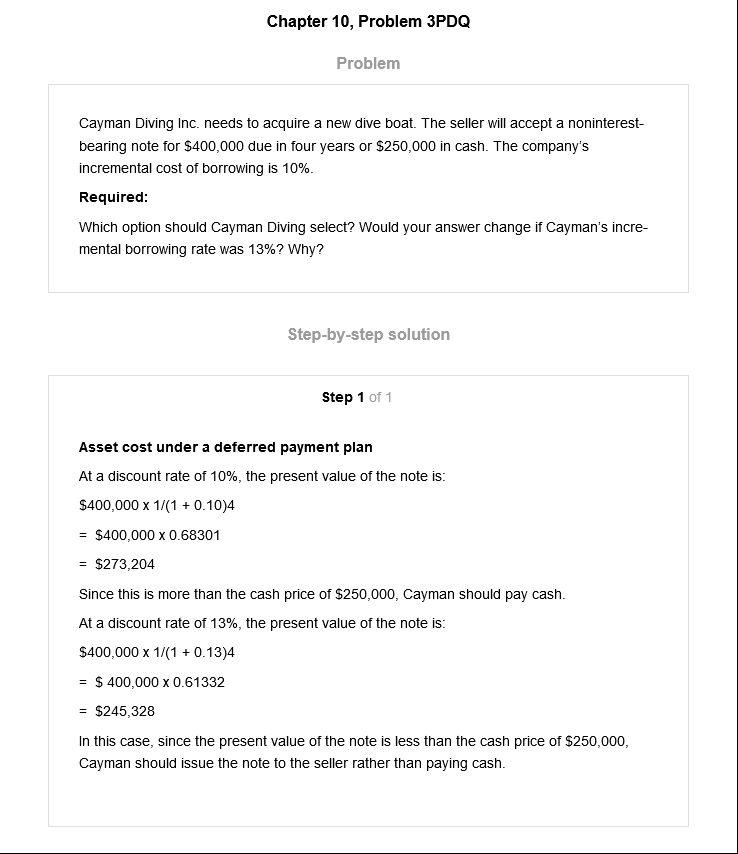 Chapter 10, Problem 3PDQ
Problem
Cayman Diving Inc. needs to acquire a new dive boat. The seller will accept a noninterest-
bearing note for $400,000 due in four years or $250,000 in cash. The company's
incremental cost of borrowing is 10%.
Required:
Which option should Cayman Diving select? Would your answer change if Cayman's incre-
mental borrowing rate was 13%? Why?
Step-by-step solution
Step 1 of 1
Asset cost under a deferred payment plan
At a discount rate of 10%, the present value of the note is:
$400,000 x 1/(1 + 0.10)4
= $400,000 x 0.68301
= $273,204
Since this is more than the cash price of $250,000, Cayman should pay cash.
At a discount rate of 13%, the present value of the note is:
$400,000 x 1/(1 + 0.13)4
= $ 400,000 x 0.61332
= $245,328
In this case, since the present value of the note is less than the cash price of $250,000,
Cayman should issue the note to the seller rather than paying cash.